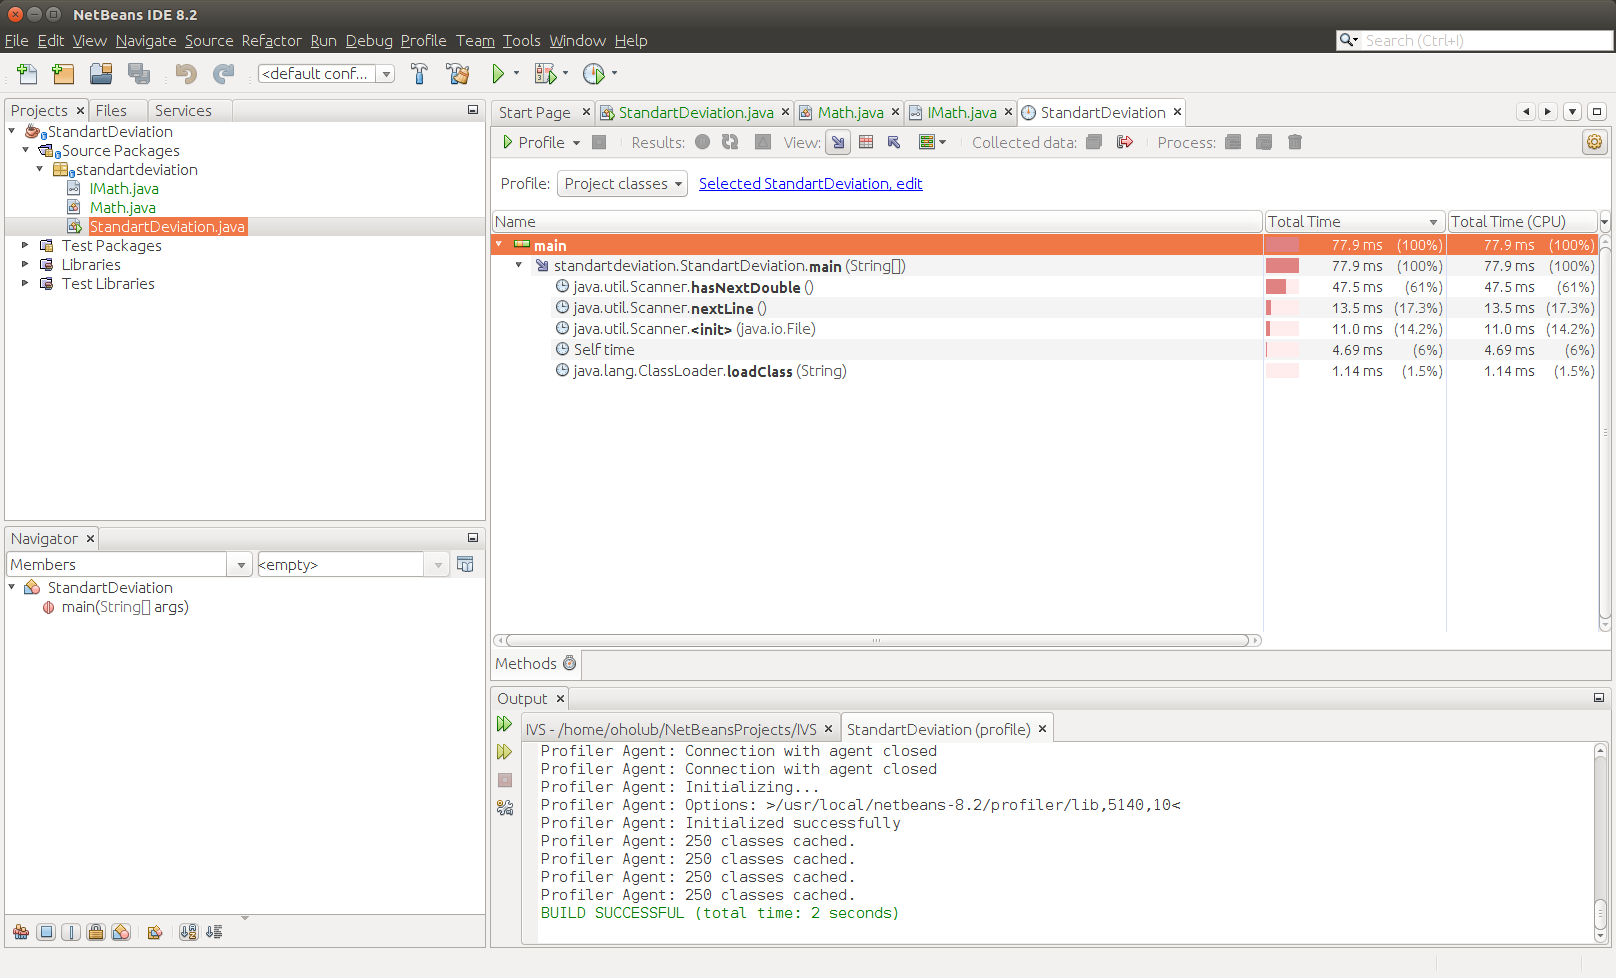 NetBeans IDE 8.2
File Edit View Navigate Source Refactor Run Debug Profile Team Tools Window Help
Search (Ctrl+I)
<default conf...
Projects Files Services
StandartDeviation
Source Packages
standartdeviation
IMath.java
Math.java
StandartDeviation.java
Test Packages
Libraries
Test Libraries
Navigator
Members <empty>
StandartDeviation
main(String[] args)
Start Page StandartDeviation.java Math.java IMath.java StandartDeviation
Profile Results: View: Collected data: Process:
Profile: Project classes Selected StandartDeviation, edit
Name Total Time Total Time (CPU)
main 77.9 ms (100%) 77.9 ms (100%)
standartdeviation.StandartDeviation.main (String[]) 77.9 ms (100%) 77.9 ms (100%)
java.util.Scanner.hasNextDouble () 47.5 ms (61%) 47.5 ms (61%)
java.util.Scanner.nextLine () 13.5 ms (17.3%) 13.5 ms (17.3%)
java.util.Scanner.<init> (java.io.File) 11.0 ms (14.2%) 11.0 ms (14.2%)
Self time 4.69 ms (6%) 4.69 ms (6%)
java.lang.ClassLoader.loadClass (String) 1.14 ms (1.5%) 1.14 ms (1.5%)
Methods
Output
IVS - /home/oholub/NetBeansProjects/IVS StandartDeviation (profile)
Profiler Agent: Connection with agent closed
Profiler Agent: Connection with agent closed
Profiler Agent: Initializing...
Profiler Agent: Options: >/usr/local/netbeans-8.2/profiler/lib,5140,10<
Profiler Agent: Initialized successfully
Profiler Agent: 250 classes cached.
Profiler Agent: 250 classes cached.
Profiler Agent: 250 classes cached.
Profiler Agent: 250 classes cached.
BUILD SUCCESSFUL (total time: 2 seconds)